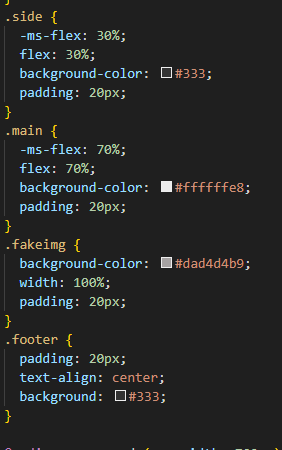 .side {
-ms-flex: 30%;
flex: 30%;
background-color: #333;
padding: 20px;
}
.main {
-ms-flex: 70%;
flex: 70%;
background-color: #ffffffe8;
padding: 20px;
}
.fakeimg {
background-color: #dad4d4b9;
width: 100%;
padding: 20px;
}
.footer {
padding: 20px;
text-align: center;
background: #333;
}